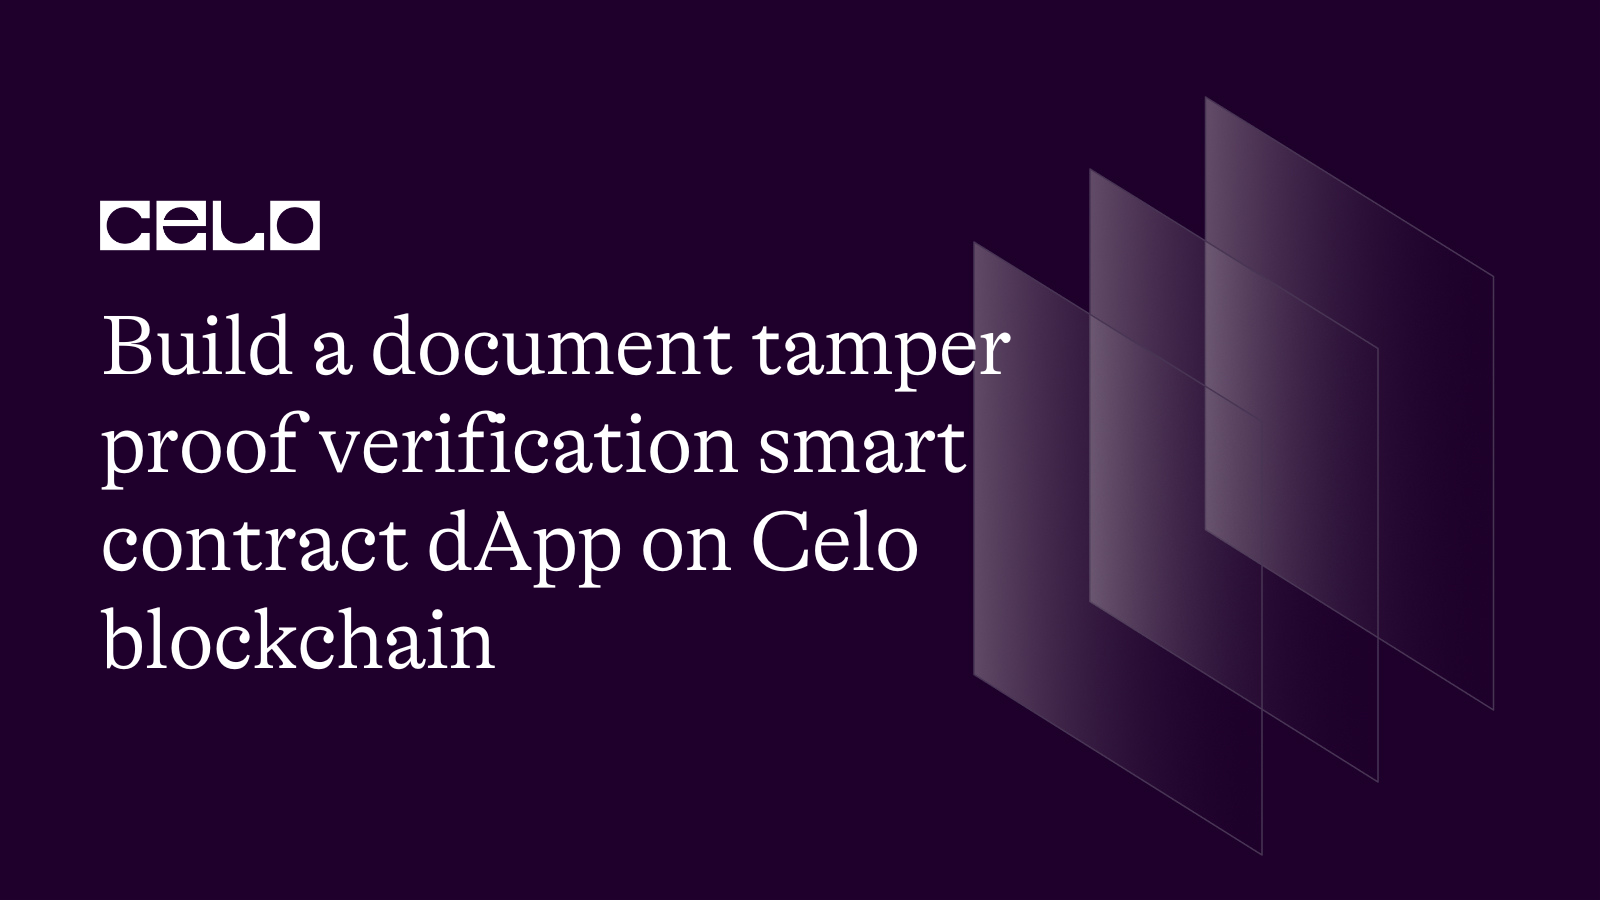 CELO
Build a document tamper
proof verification smart
contract dApp on Celo
blockchain